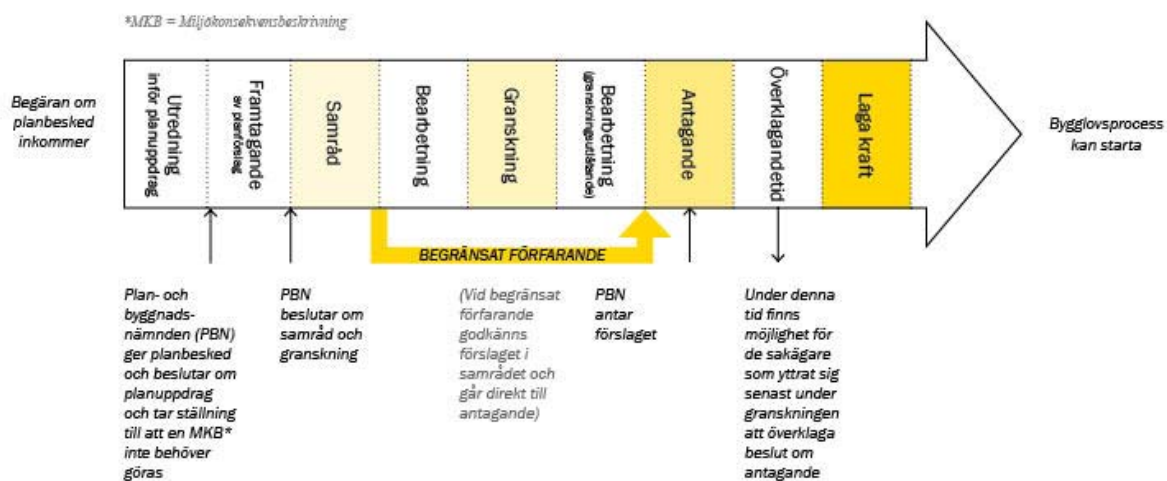 *MKB = Miljökonsekvensbeskrivning
Begäran om
planbesked
inkommer
Utredning
inför planuppdrag
Framtagande
av planförslag
Samråd
Bearbetning
Granskning
Bearbetning
(granskningsutlåtande)
Antagande
Överklagandetid
Laga kraft
Bygglovsprocess
kan starta
BEGRÄNSAT FÖRFARANDE
Plan- och
byggnads-
nämnden (PBN)
ger planbesked
och beslutar om
planuppdrag
och tar ställning
till att en MKB*
inte behöver
göras
PBN
beslutar om
samråd och
granskning
(Vid begränsat
förfarande
godkänns
förslaget i
samrådet och
går direkt till
antagande)
PBN
antar
förslaget
Under denna
tid finns
möjlighet för
de sakägare
som yttrat sig
senast under
granskningen
att överklaga
beslut om
antagande